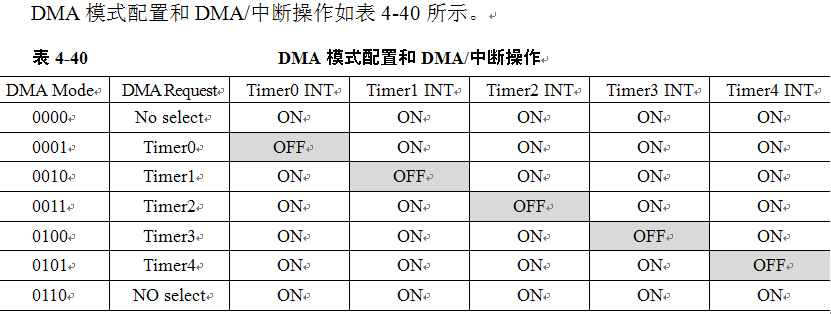 DMA 模式配置和 DMA/中断操作如表 4-40 所示。
表 4-40 DMA 模式配置和 DMA/中断操作
DMA Mode DMA Request Timer0 INT Timer1 INT Timer2 INT Timer3 INT Timer4 INT
0000 No select ON ON ON ON ON
0001 Timer0 OFF ON ON ON ON
0010 Timer1 ON OFF ON ON ON
0011 Timer2 ON ON OFF ON ON
0100 Timer3 ON ON ON OFF ON
0101 Timer4 ON ON ON ON OFF
0110 NO select ON ON ON ON ON